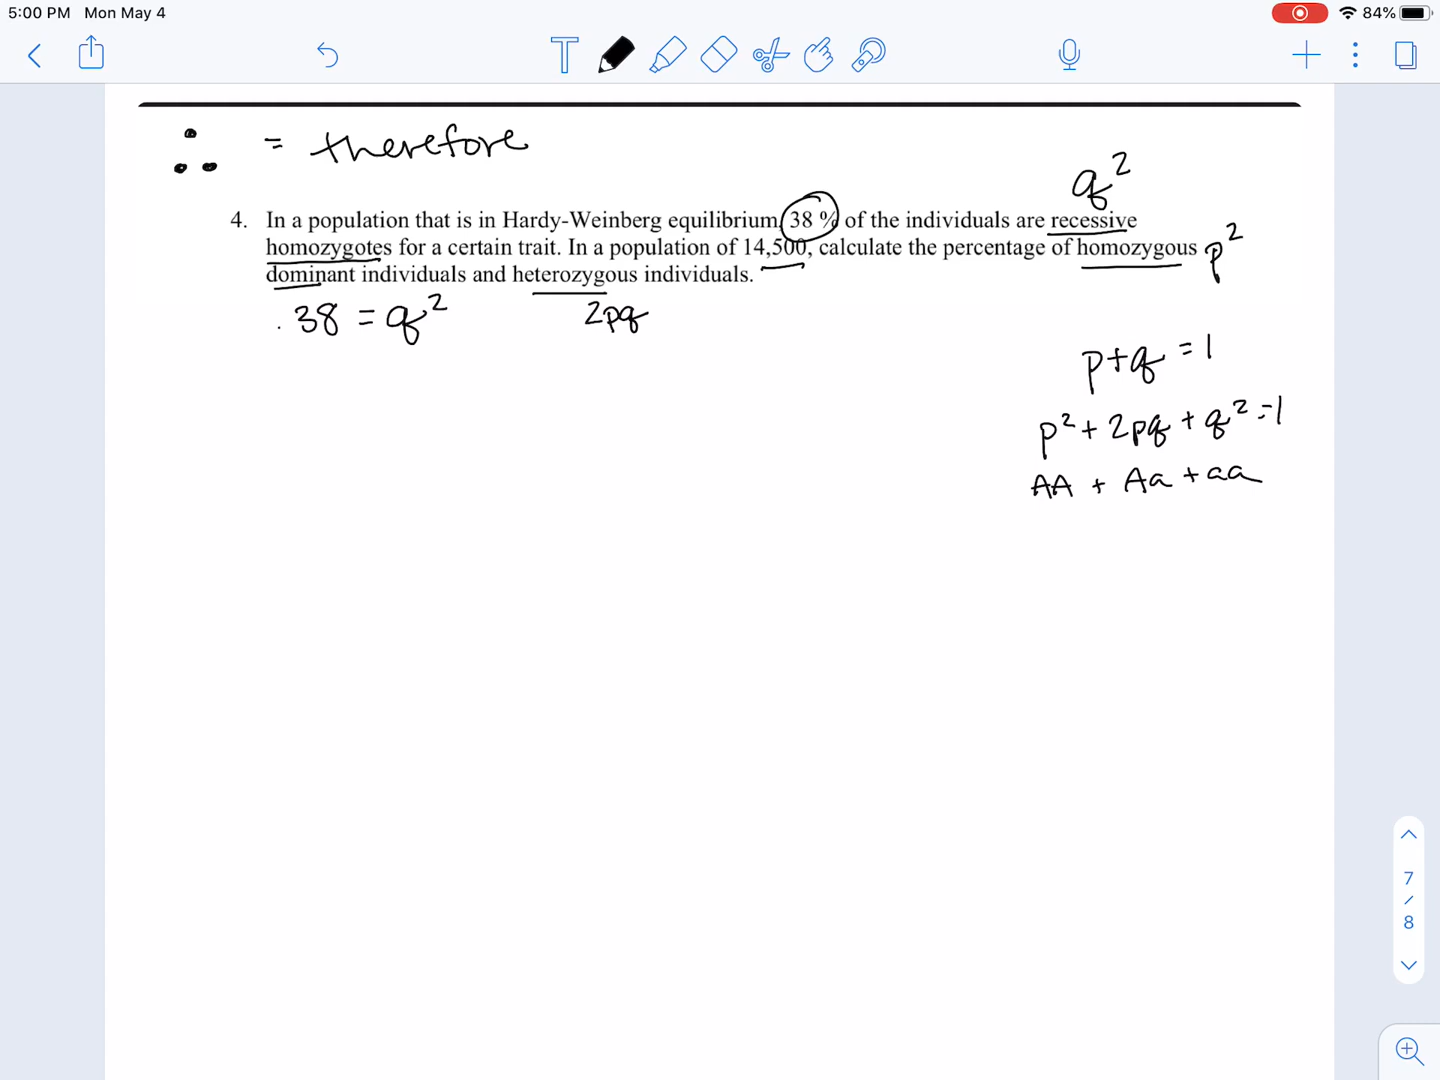 5:00 PM Mon May 4 84%
T
∴ = therefore
q²
4. In a population that is in Hardy-Weinberg equilibrium, 38 % of the individuals are recessive
homozygotes for a certain trait. In a population of 14,500, calculate the percentage of homozygous p²
dominant individuals and heterozygous individuals.
.38 = q² 2pq
p+q = 1
p² + 2pq + q² = 1
AA + Aa + aa
7
/
8